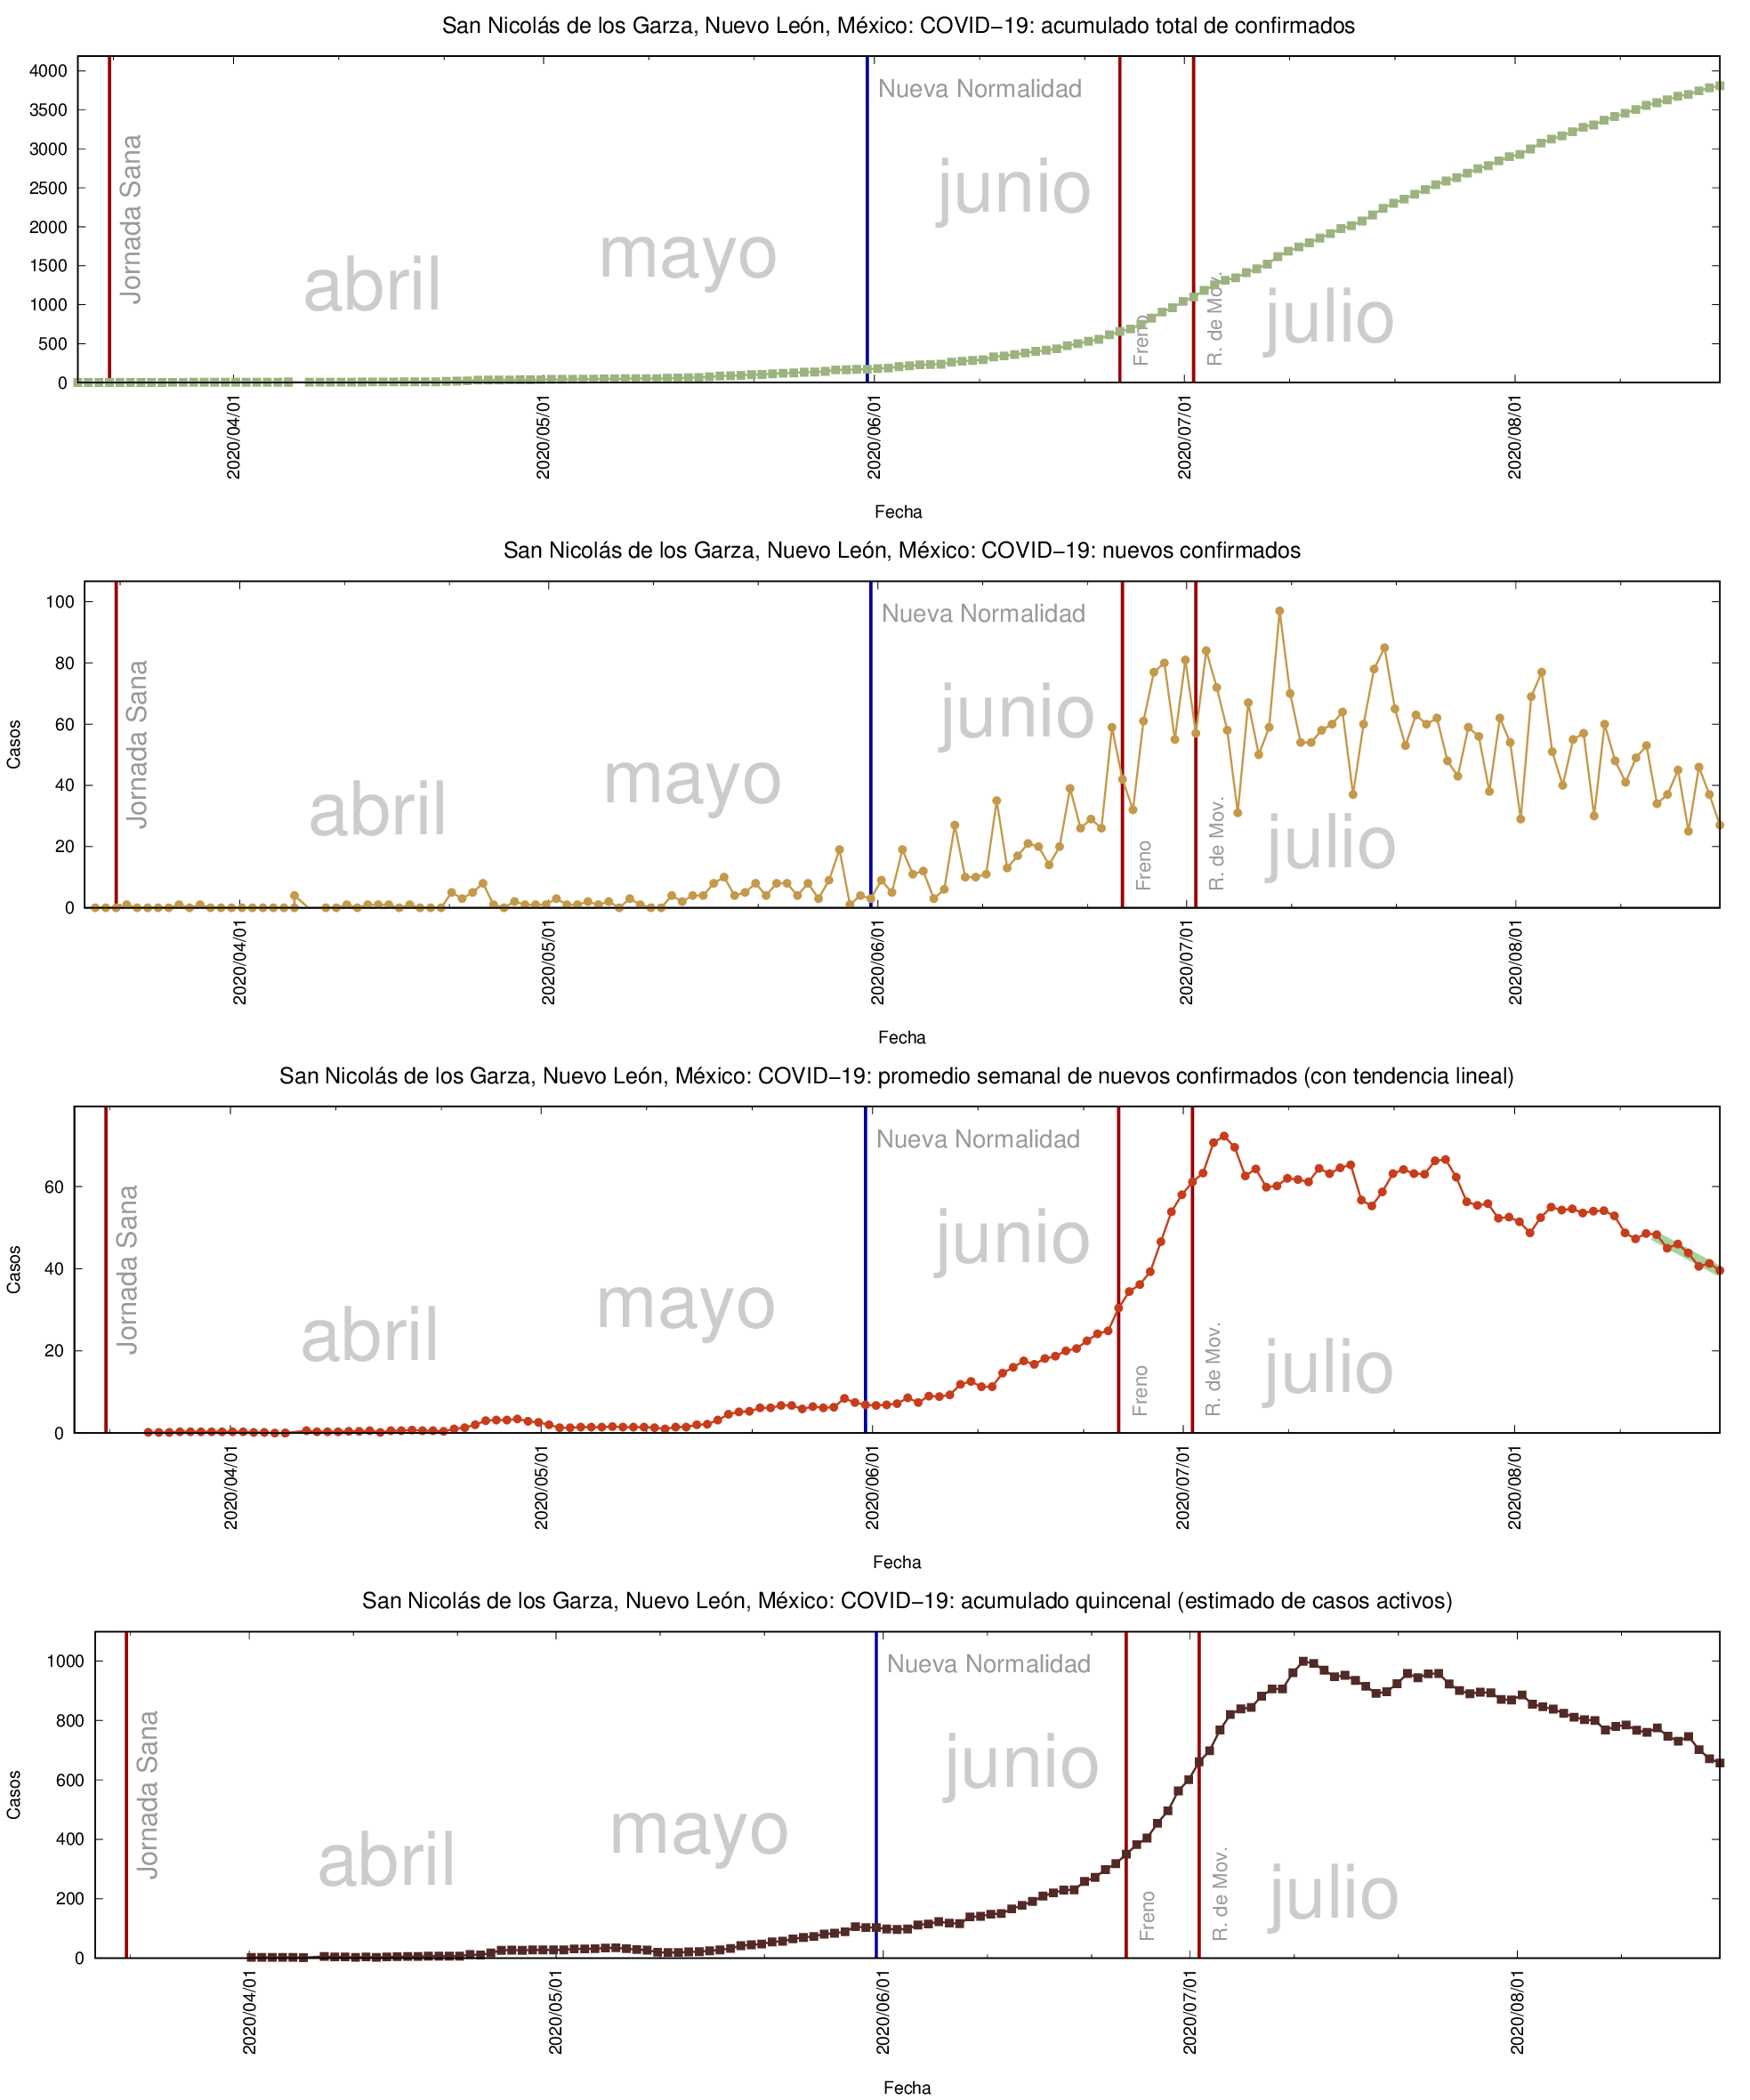 San Nicolás de los Garza, Nuevo León, México: COVID−19: acumulado total de confirmados
4000
3500
3000
2500
2000
1500
1000
500
0
Jornada Sana
abril
mayo
Nueva Normalidad
junio
Freno
R. de Mov.
julio
2020/04/01
2020/05/01
2020/06/01
2020/07/01
2020/08/01
Fecha
San Nicolás de los Garza, Nuevo León, México: COVID−19: nuevos confirmados
Casos
100
80
60
40
20
0
Jornada Sana
abril
mayo
Nueva Normalidad
junio
Freno
R. de Mov.
julio
2020/04/01
2020/05/01
2020/06/01
2020/07/01
2020/08/01
Fecha
San Nicolás de los Garza, Nuevo León, México: COVID−19: promedio semanal de nuevos confirmados (con tendencia lineal)
Casos
60
40
20
0
Jornada Sana
abril
mayo
Nueva Normalidad
junio
Freno
R. de Mov.
julio
2020/04/01
2020/05/01
2020/06/01
2020/07/01
2020/08/01
Fecha
San Nicolás de los Garza, Nuevo León, México: COVID−19: acumulado quincenal (estimado de casos activos)
Casos
1000
800
600
400
200
0
Jornada Sana
abril
mayo
Nueva Normalidad
junio
Freno
R. de Mov.
julio
2020/04/01
2020/05/01
2020/06/01
2020/07/01
2020/08/01
Fecha